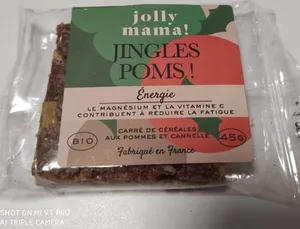 jolly
mama!
JINGLES
POMS!
Énergie
LE MAGNÉSIUM ET LA VITAMINE C
CONTRIBUENT À RÉDUIRE LA FATIGUE
BIO
CARRÉ DE CÉRÉALES
AUX POMMES ET CANNELLE
45g
Fabriqué en France
SHOT ON MI 9T PRO
AI TRIPLE CAMERA